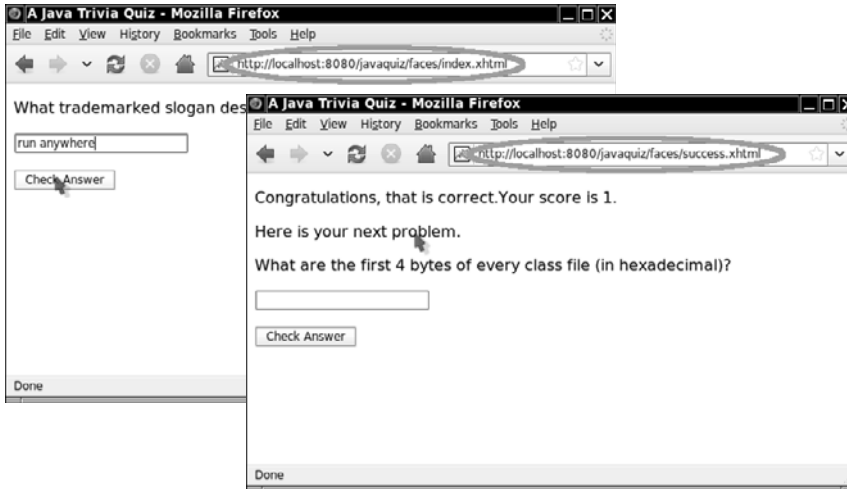 A Java Trivia Quiz - Mozilla Firefox
File Edit View History Bookmarks Tools Help
http://localhost:8080/javaquiz/faces/index.xhtml
What trademarked slogan des
run anywhere
Check Answer
Done
A Java Trivia Quiz - Mozilla Firefox
File Edit View History Bookmarks Tools Help
http://localhost:8080/javaquiz/faces/success.xhtml
Congratulations, that is correct.Your score is 1.
Here is your next problem.
What are the first 4 bytes of every class file (in hexadecimal)?
Check Answer
Done